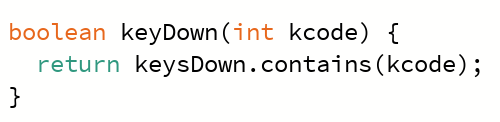 boolean keyDown(int kcode) {
  return keysDown.contains(kcode);
}